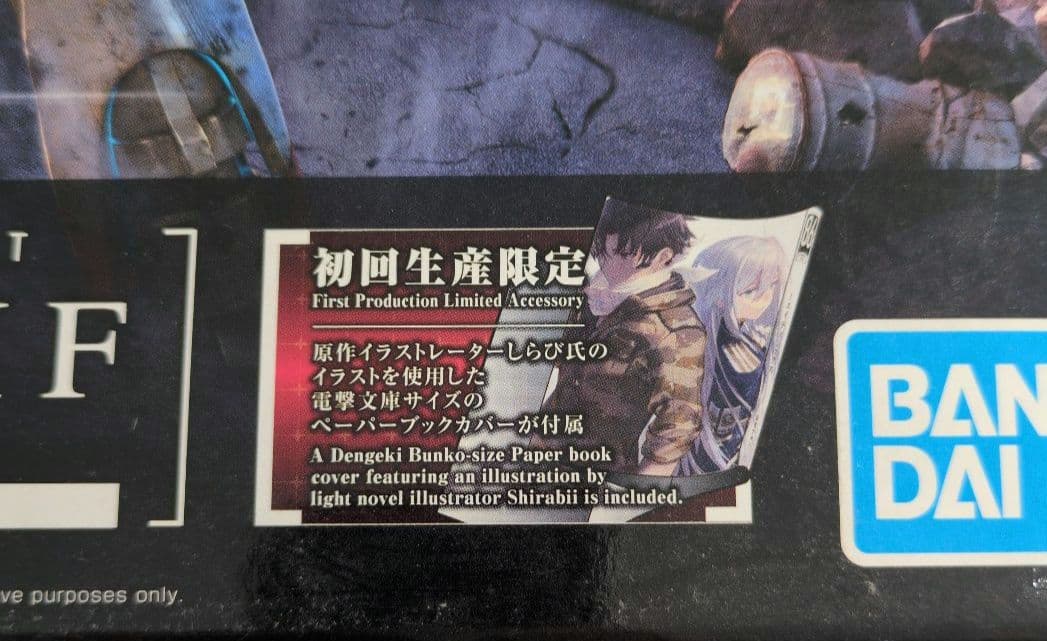 F
初回生産限定
First Production Limited Accessory
原作イラストレーターしらび氏の
イラストを使用した
電撃文庫サイズの
ペーパーブックカバーが付属
A Dengeki Bunko-size Paper book
cover featuring an illustration by
light novel illustrator Shirabii is included.
BAN
DAI
ve purposes only.